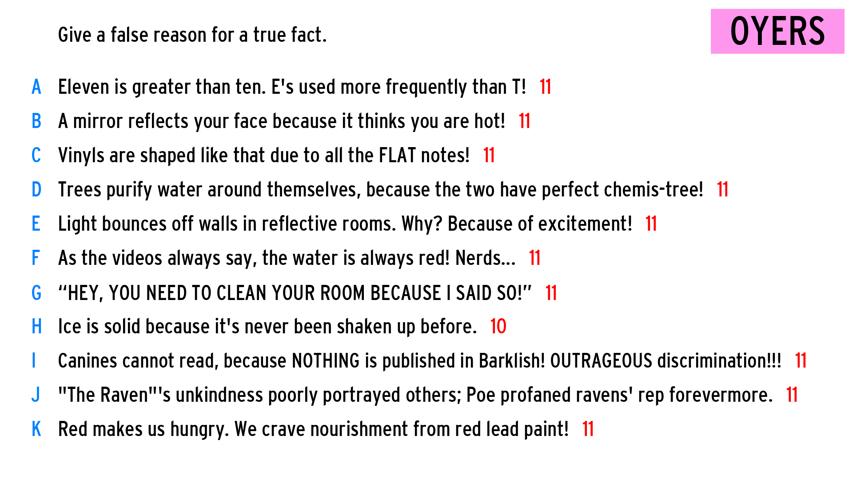 Give a false reason for a true fact.
OYERS
A Eleven is greater than ten. E's used more frequently than T! 11
B A mirror reflects your face because it thinks you are hot! 11
C Vinyls are shaped like that due to all the FLAT notes! 11
D Trees purify water around themselves, because the two have perfect chemis-tree! 11
E Light bounces off walls in reflective rooms. Why? Because of excitement! 11
F As the videos always say, the water is always red! Nerds... 11
G “HEY, YOU NEED TO CLEAN YOUR ROOM BECAUSE I SAID SO!” 11
H Ice is solid because it's never been shaken up before. 10
I Canines cannot read, because NOTHING is published in Barklish! OUTRAGEOUS discrimination!!! 11
J "The Raven"'s unkindness poorly portrayed others; Poe profaned ravens' rep forevermore. 11
K Red makes us hungry. We crave nourishment from red lead paint! 11